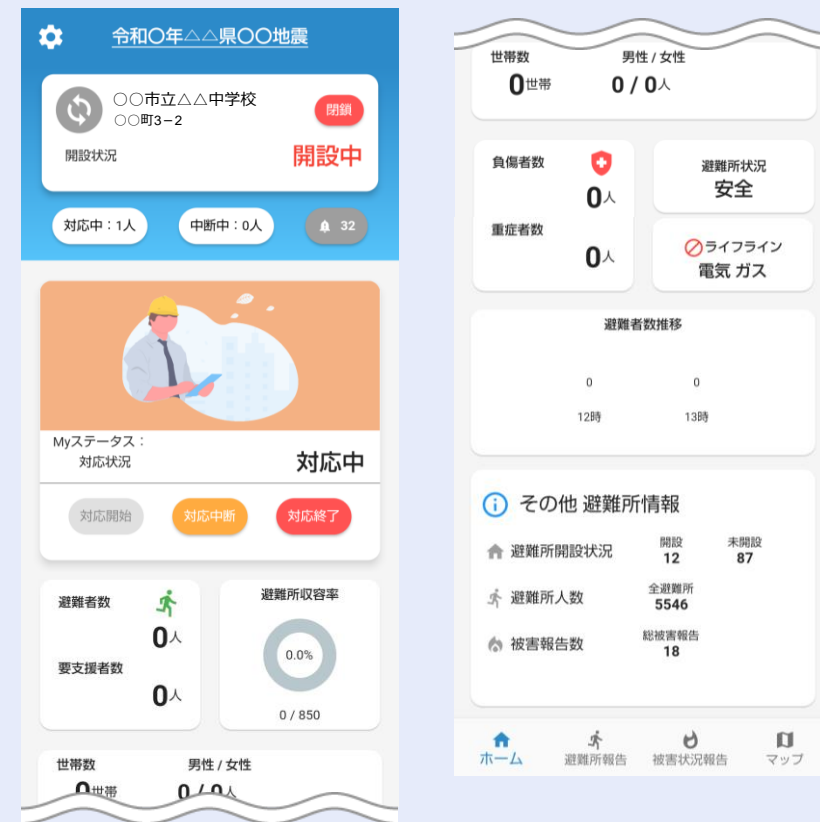 令和〇年△△県〇〇地震
〇〇市立△△中学校
〇〇町3−2
閉鎖
開設状況
開設中
対応中：1人
中断中：0人
32
Myステータス：
対応状況
対応中
対応開始
対応中断
対応終了
避難者数
0人
要支援者数
0人
避難所収容率
0.0%
0 / 850
世帯数
男性 / 女性
0世帯
0 / 0人
世帯数
男性 / 女性
0世帯
0 / 0人
負傷者数
0人
重症者数
0人
避難所状況
安全
ライフライン
電気 ガス
避難者数推移
0 0
12時 13時
その他 避難所情報
避難所開設状況
開設
12
未開設
87
避難所人数
全避難所
5546
被害報告数
総被害報告
18
ホーム
避難所報告
被害状況報告
マップ